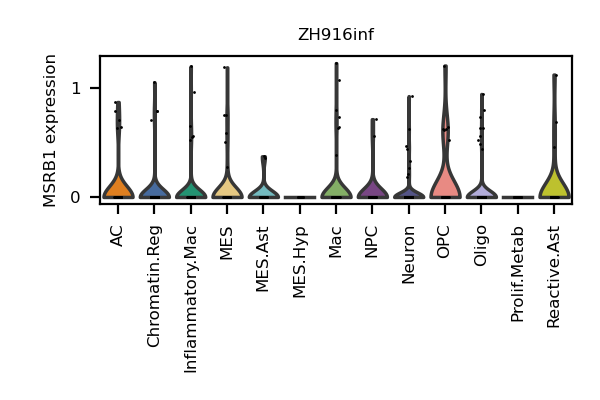 ZH916inf
MSRB1 expression
1
0
AC
Chromatin.Reg
Inflammatory.Mac
MES
MES.Ast
MES.Hyp
Mac
NPC
Neuron
OPC
Oligo
Prolif.Metab
Reactive.Ast